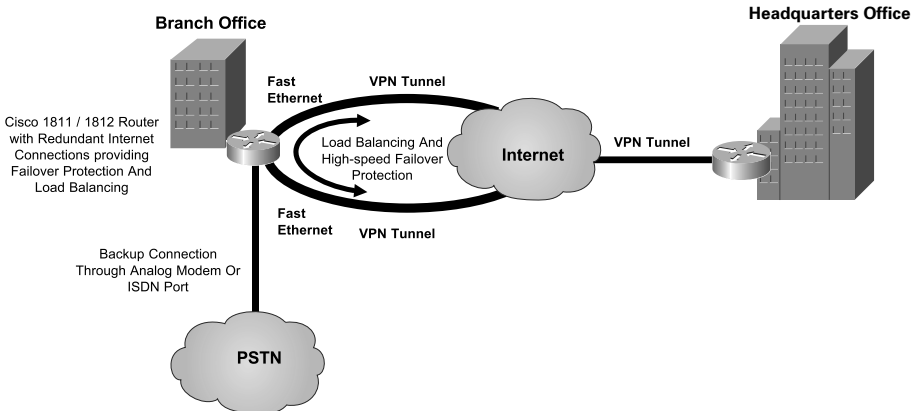 Branch Office
Headquarters Office
Fast
Ethernet
VPN Tunnel
Cisco 1811 / 1812 Router
with Redundant Internet
Connections providing
Failover Protection And
Load Balancing
Load Balancing And
High-speed Failover
Protection
Internet
VPN Tunnel
Fast
Ethernet
VPN Tunnel
Backup Connection
Through Analog Modem Or
ISDN Port
PSTN